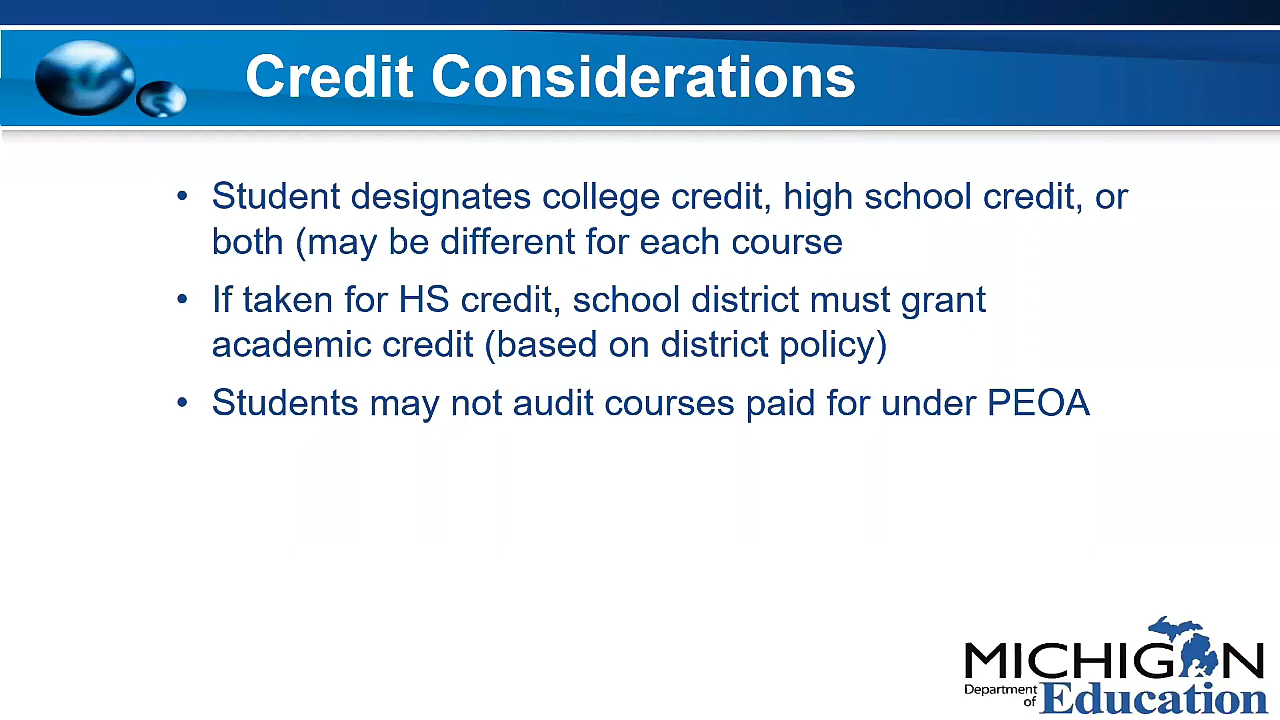 Credit Considerations
• Student designates college credit, high school credit, or
both (may be different for each course
• If taken for HS credit, school district must grant
academic credit (based on district policy)
• Students may not audit courses paid for under PEOA
MICHIGAN
Department
of Education